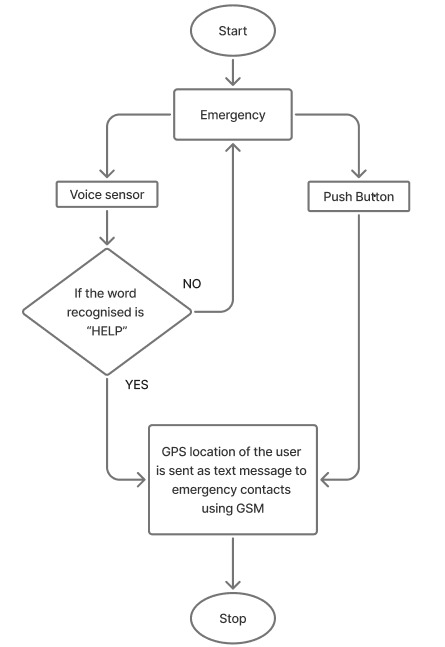 Start
Emergency
Voice sensor
Push Button
NO
If the word
recognised is
“HELP”
YES
GPS location of the user
is sent as text message to
emergency contacts
using GSM
Stop